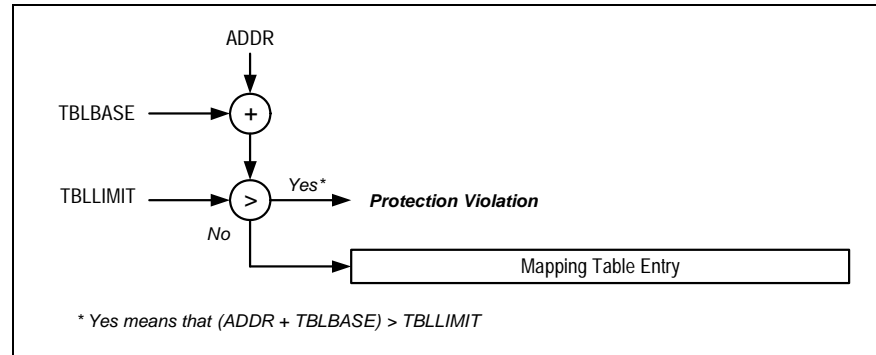 ADDR
TBLBASE
+
TBLLIMIT
>
Yes*
Protection Violation
No
Mapping Table Entry
* Yes means that (ADDR + TBLBASE) > TBLLIMIT